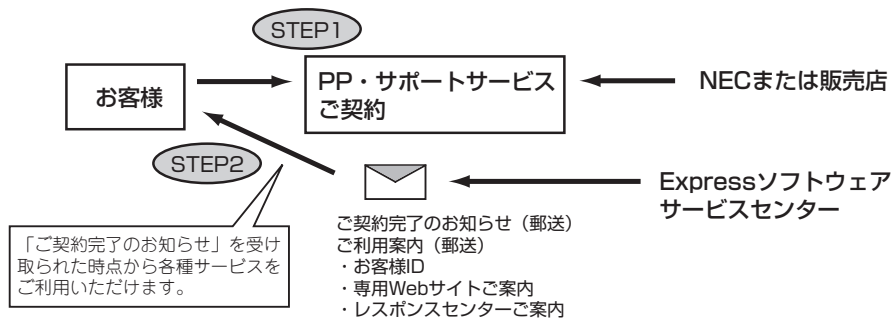 STEP1
お客様
PP・サポートサービス
ご契約
NECまたは販売店
STEP2
Expressソフトウェア
サービスセンター
ご契約完了のお知らせ（郵送）
ご利用案内（郵送）
・お客様ID
・専用Webサイトご案内
・レスポンスセンターご案内
「ご契約完了のお知らせ」を受け
取られた時点から各種サービスを
ご利用いただけます。